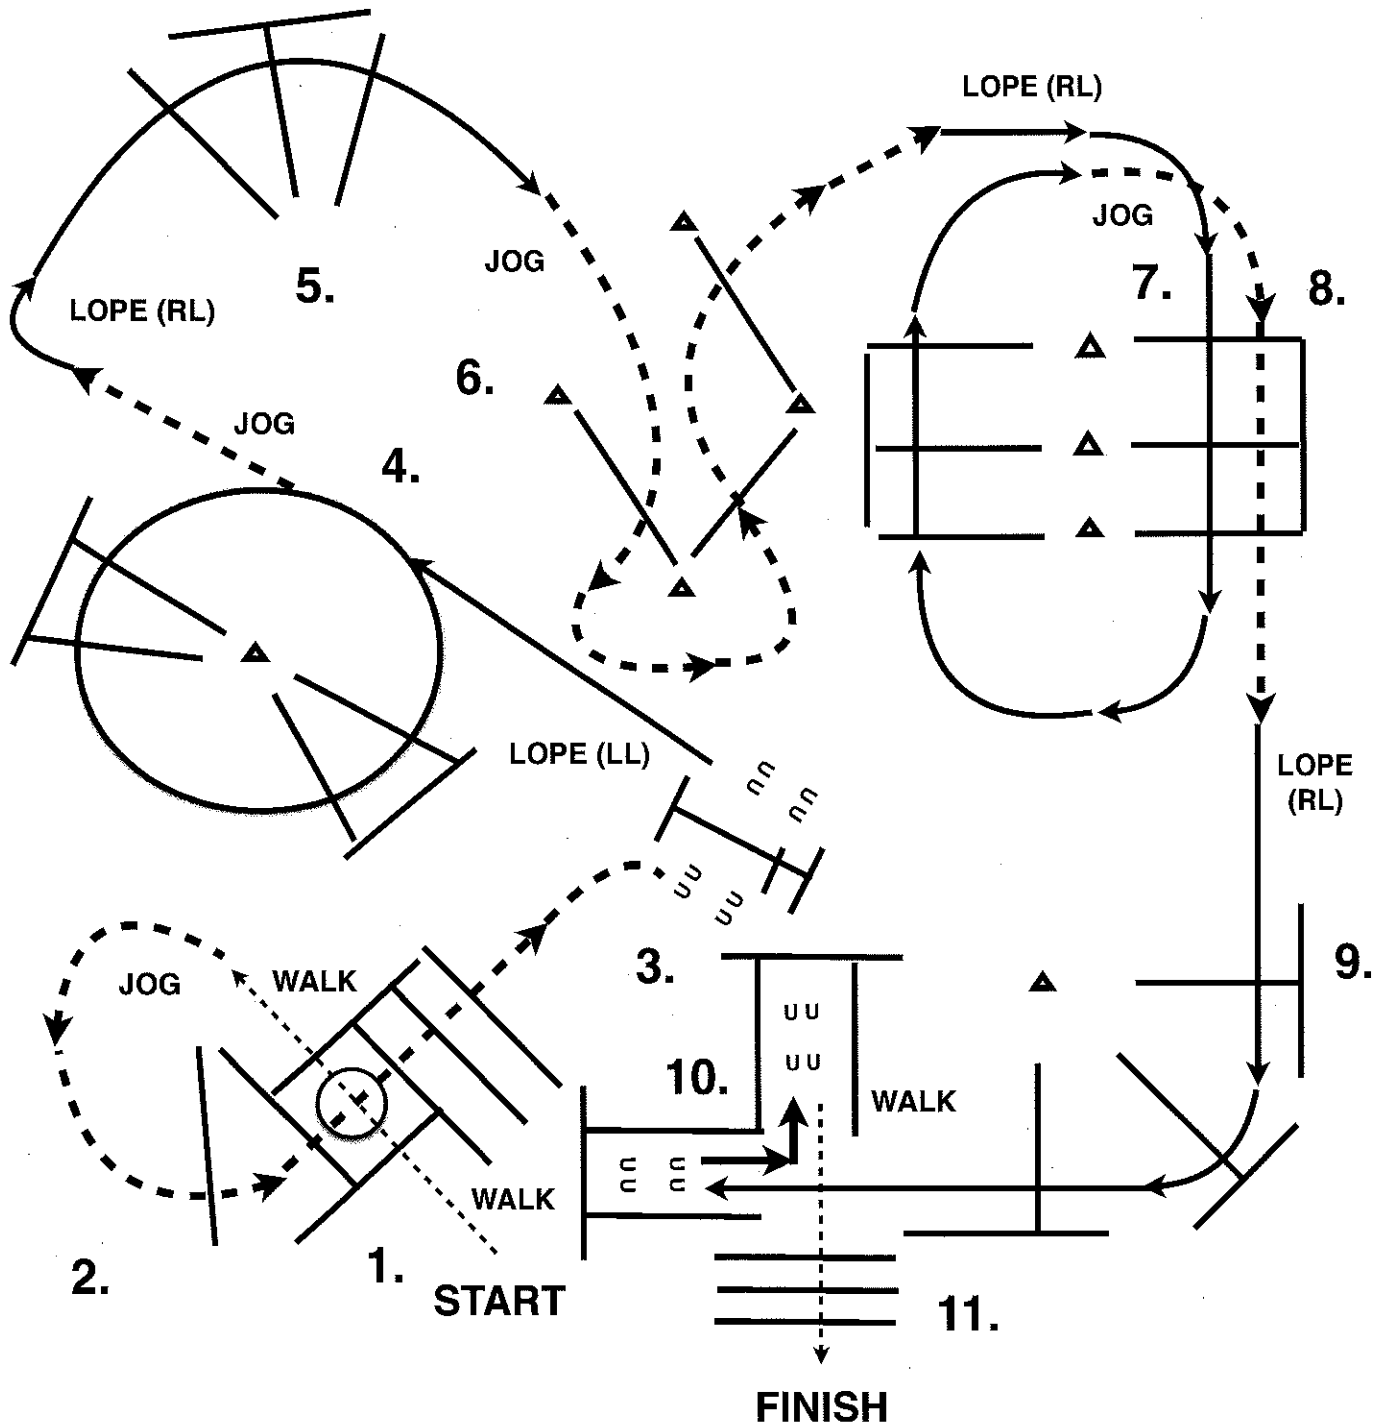 LOPE (RL)
JOG
5.
7.
8.
LOPE (RL)
JOG
6.
JOG
4.
LOPE (LL)
LOPE
(RL)
3.
9.
JOG
WALK
U U
U U
U U
U U
U U
U U
10.
WALK
WALK
2.
1.
START
11.
FINISH